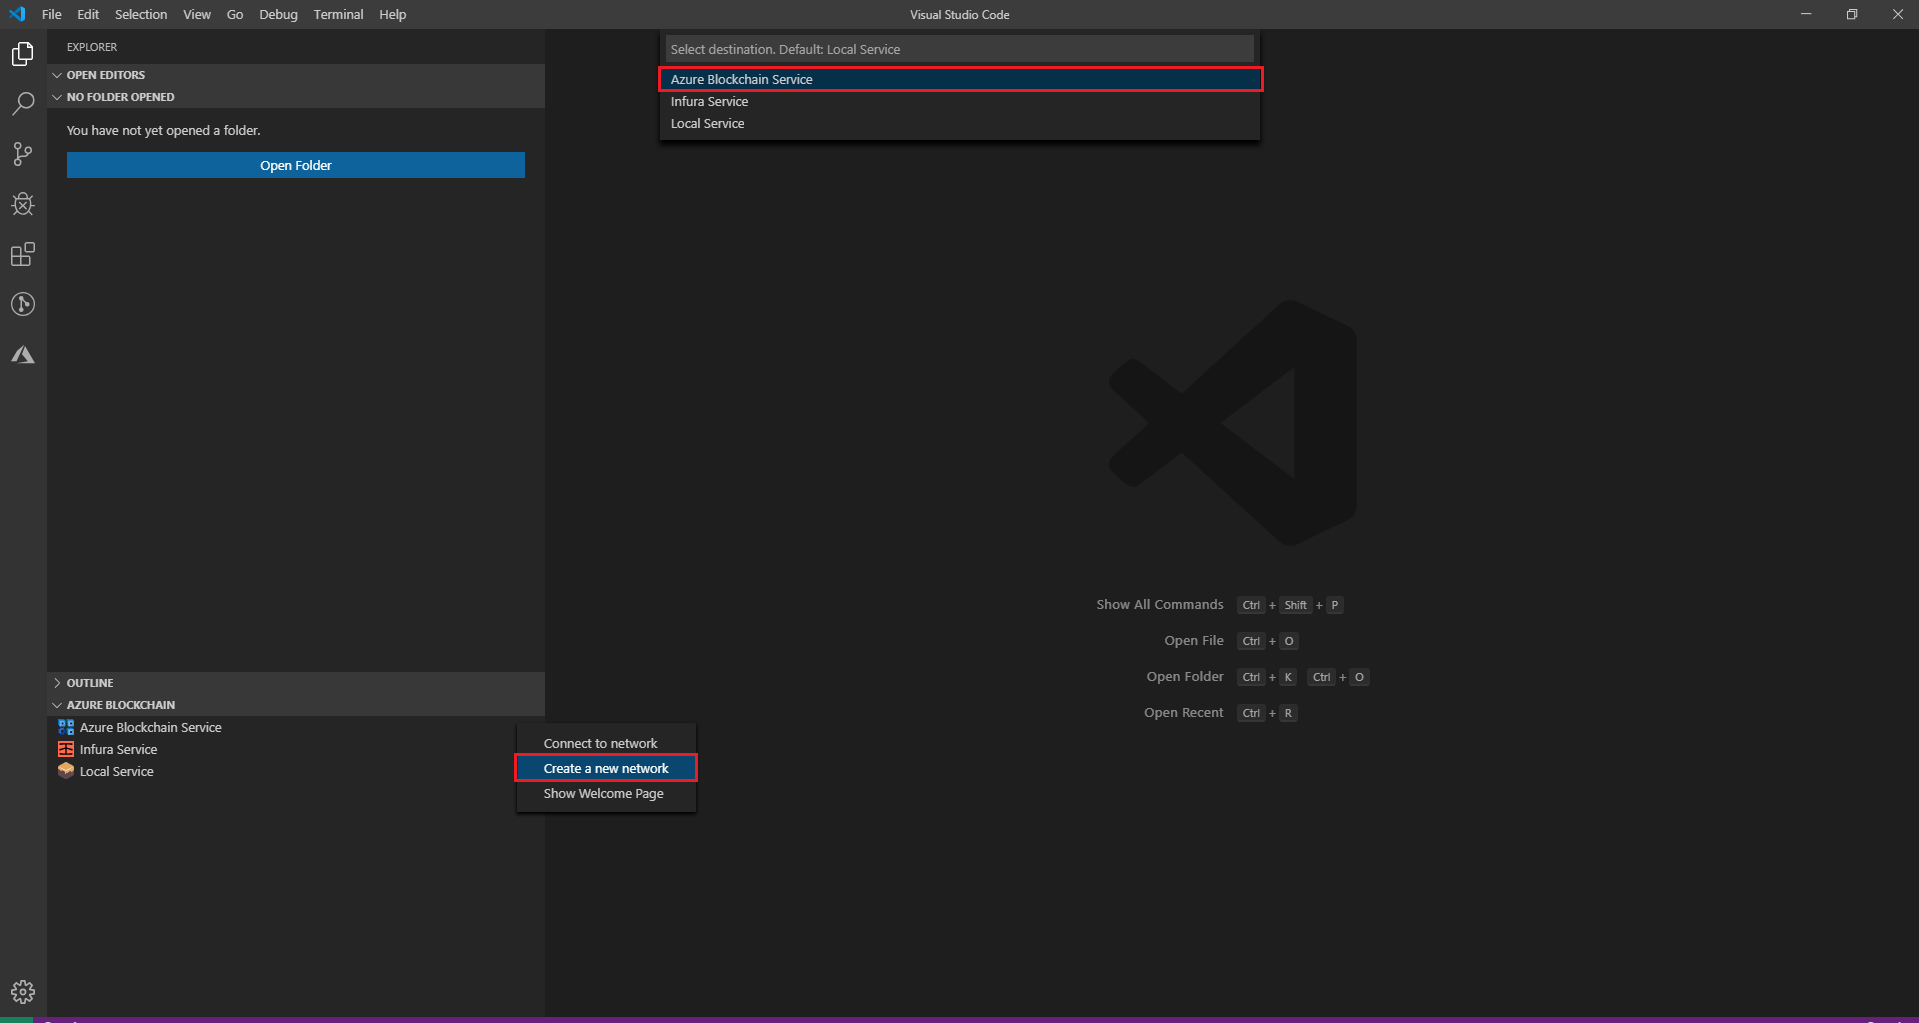 File Edit Selection View Go Debug Terminal Help
Visual Studio Code
EXPLORER
OPEN EDITORS
NO FOLDER OPENED
You have not yet opened a folder.
Open Folder
Select destination. Default: Local Service
Azure Blockchain Service
Infura Service
Local Service
Show All Commands Ctrl + Shift + P
Open File Ctrl + O
Open Folder Ctrl + K Ctrl + O
Open Recent Ctrl + R
OUTLINE
AZURE BLOCKCHAIN
Azure Blockchain Service
Infura Service
Local Service
Connect to network
Create a new network
Show Welcome Page